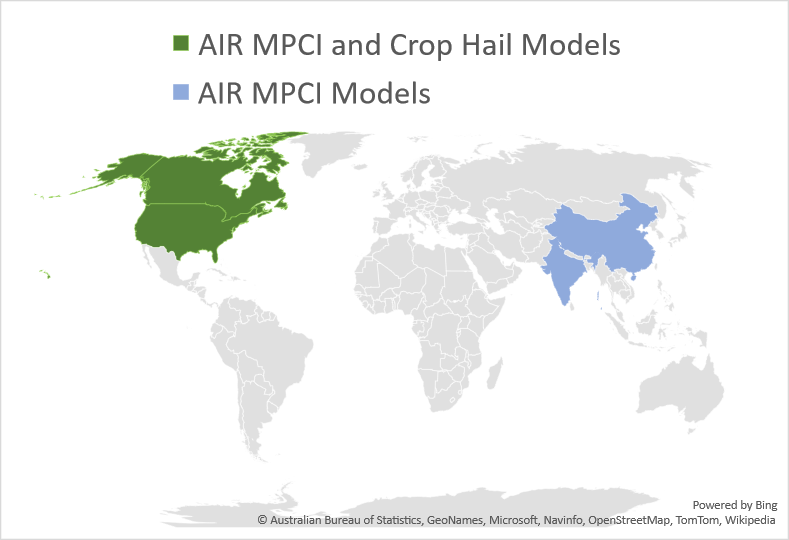 AIR MPCI and Crop Hail Models
AIR MPCI Models
Powered by Bing
© Australian Bureau of Statistics, GeoNames, Microsoft, Navinfo, OpenStreetMap, TomTom, Wikipedia